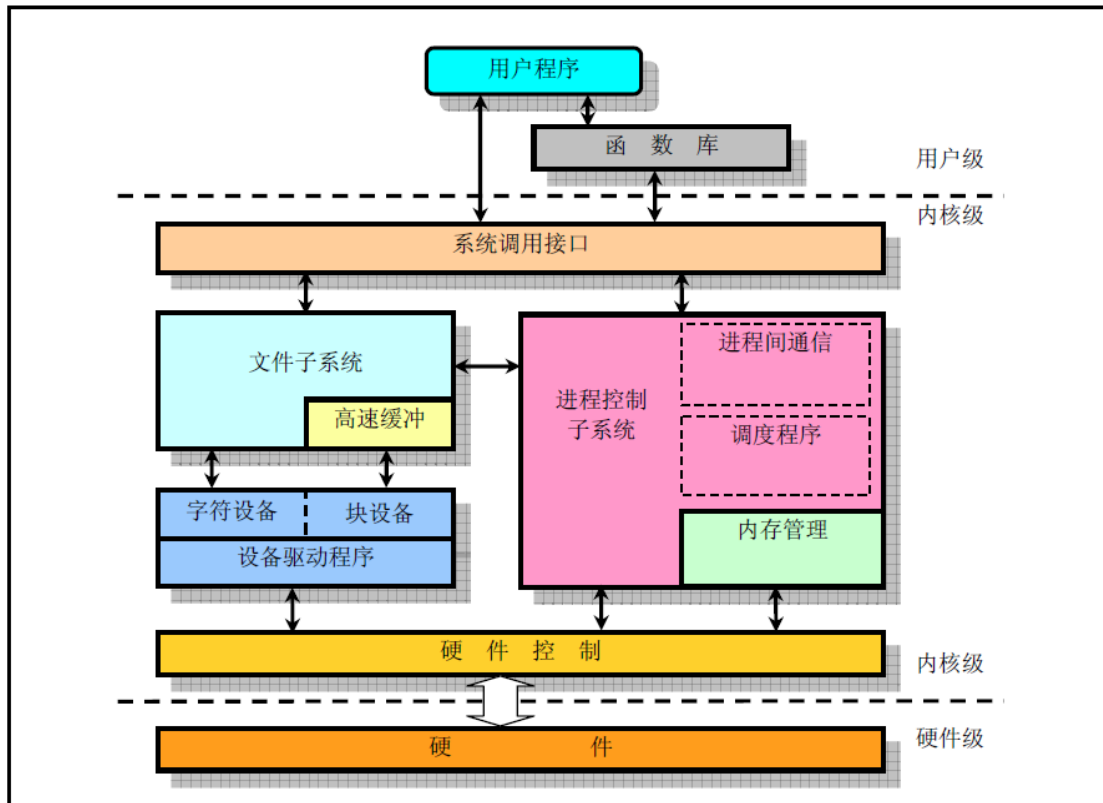 用户程序
函 数 库
用户级
内核级
系统调用接口
文件子系统
高速缓冲
进程控制
子系统
进程间通信
调度程序
内存管理
字符设备
块设备
设备驱动程序
硬 件 控 制
内核级
硬 件
硬件级